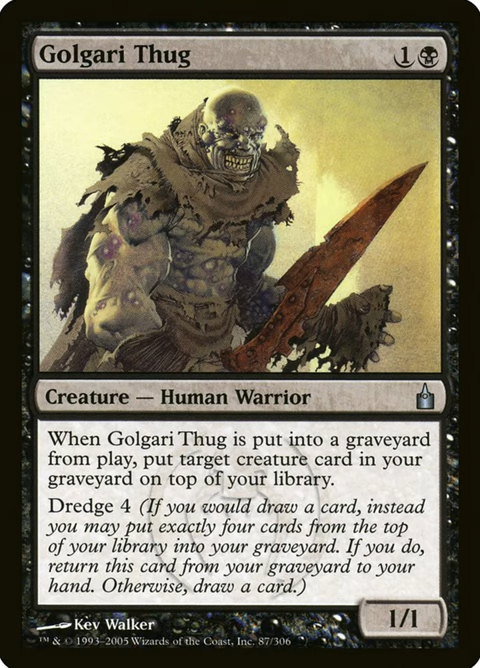 Golgari Thug 1
Creature — Human Warrior
When Golgari Thug is put into a graveyard
from play, put target creature card in your
graveyard on top of your library.
Dredge 4 (If you would draw a card, instead
you may put exactly four cards from the top
of your library into your graveyard. If you do,
return this card from your graveyard to your
hand. Otherwise, draw a card.)
1/1
Kev Walker
™ & © 1993–2005 Wizards of the Coast, Inc. 87/306